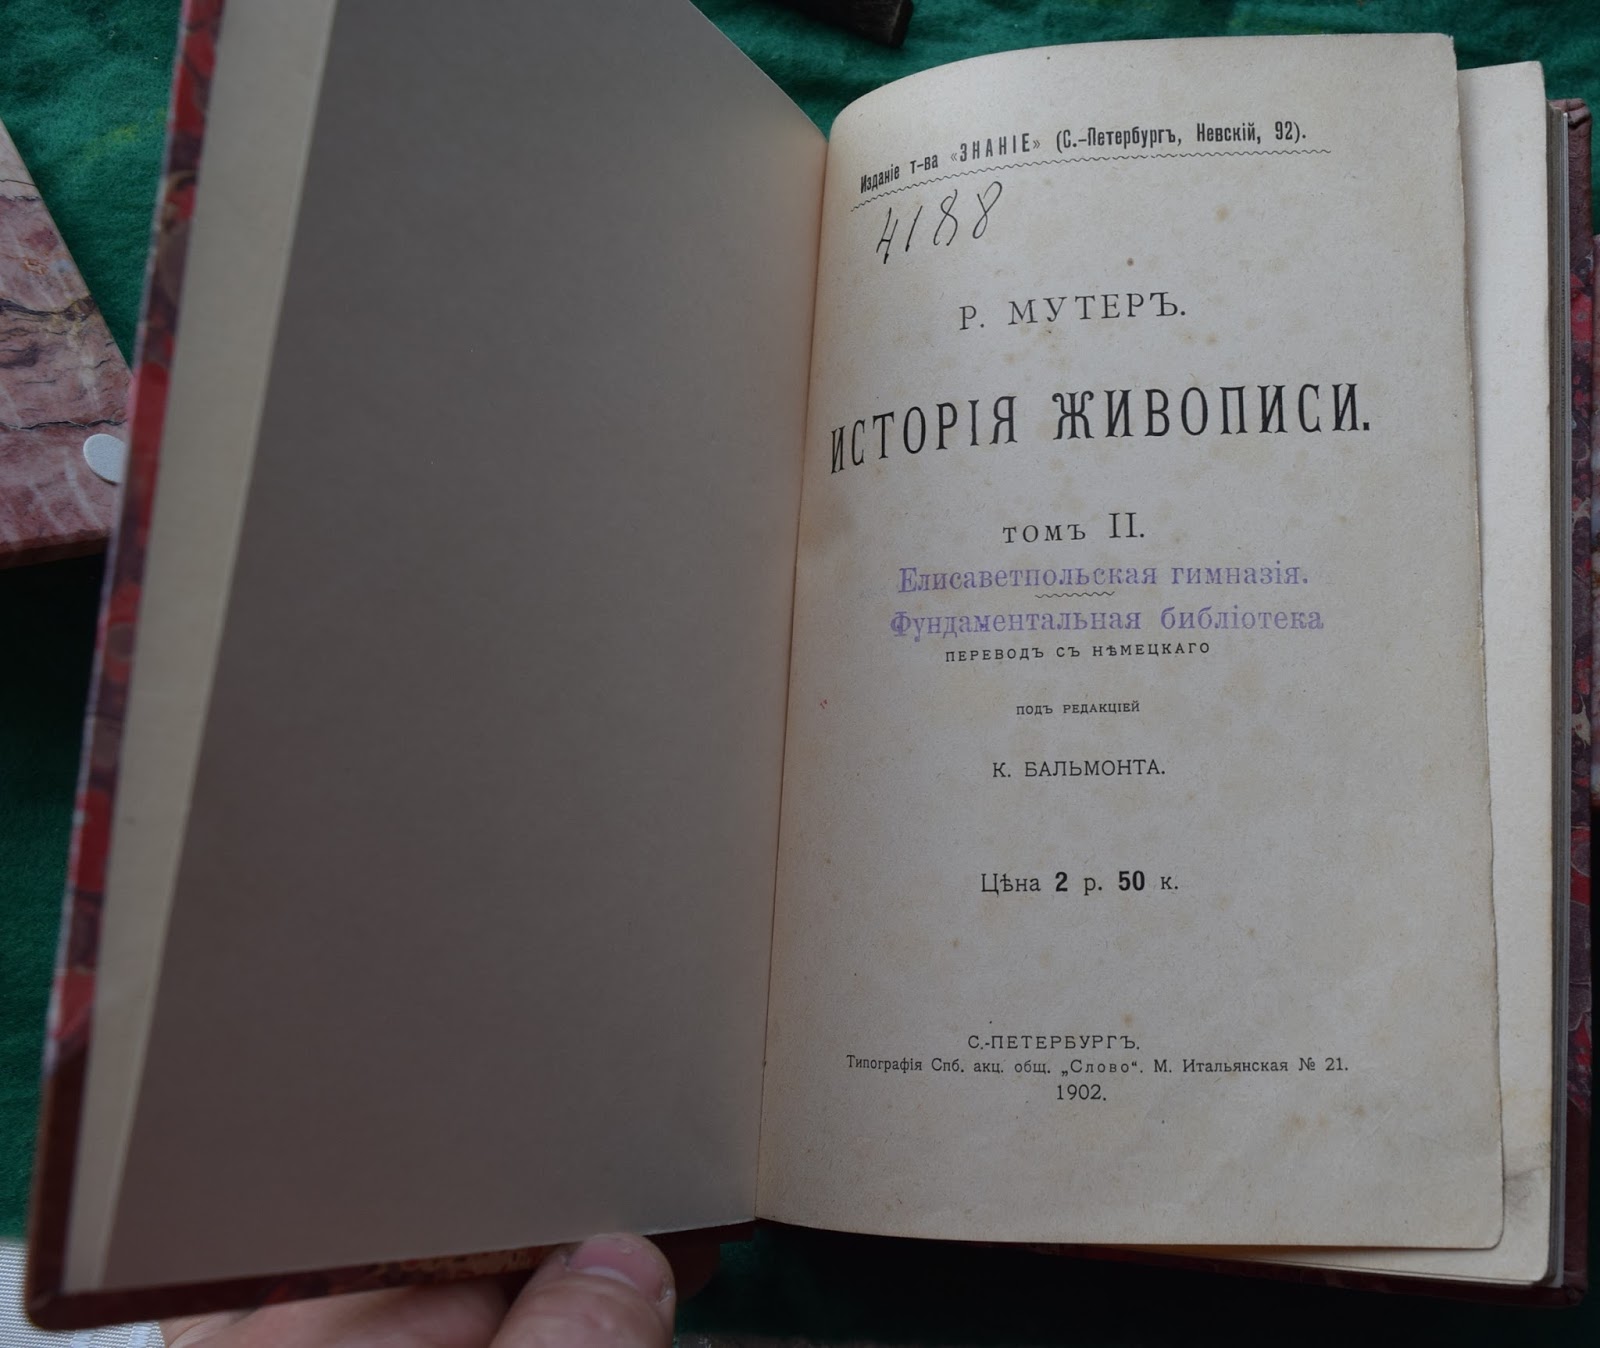 Изданіе т-ва «ЗНАНІЕ» (С.-Петербургъ, Невскій, 92).
4188
Р. МУТЕРЪ.
ИСТОРІЯ ЖИВОПИСИ.
ТОМЪ II.
Елисаветпольская гимназія.
Фундаментальная библіотека
ПЕРЕВОДЪ СЪ НѢМЕЦКАГО
ПОДЪ РЕДАКЦІЕЙ
К. БАЛЬМОНТА.
Цѣна 2 р. 50 к.
С.-ПЕТЕРБУРГЪ.
Типографія Спб. акц. общ. „Слово“. М. Итальянская № 21.
1902.